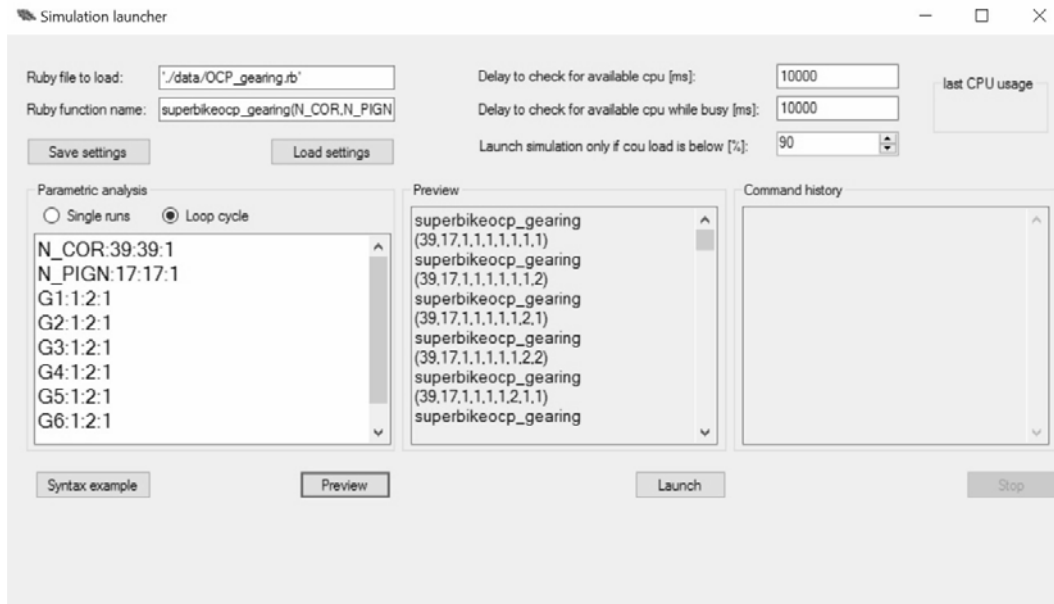 Simulation launcher
Ruby file to load:
'./data/OCP_gearing.rb'
Ruby function name:
superbikeocp_gearing(N_COR,N_PIGN
Save settings
Load settings
Delay to check for available cpu [ms]:
10000
Delay to check for available cpu while busy [ms]:
10000
Launch simulation only if cou load is below [%]:
90
last CPU usage
Parametric analysis
Single runs
Loop cycle
N_COR:39:39:1
N_PIGN:17:17:1
G1:1:2:1
G2:1:2:1
G3:1:2:1
G4:1:2:1
G5:1:2:1
G6:1:2:1
Preview
superbikeocp_gearing
(39,17,1,1,1,1,1,1,1)
superbikeocp_gearing
(39,17,1,1,1,1,1,1,2)
superbikeocp_gearing
(39,17,1,1,1,1,1,2,1)
superbikeocp_gearing
(39,17,1,1,1,1,1,2,2)
superbikeocp_gearing
(39,17,1,1,1,1,2,1,1)
superbikeocp_gearing
Command history
Syntax example
Preview
Launch
Stop